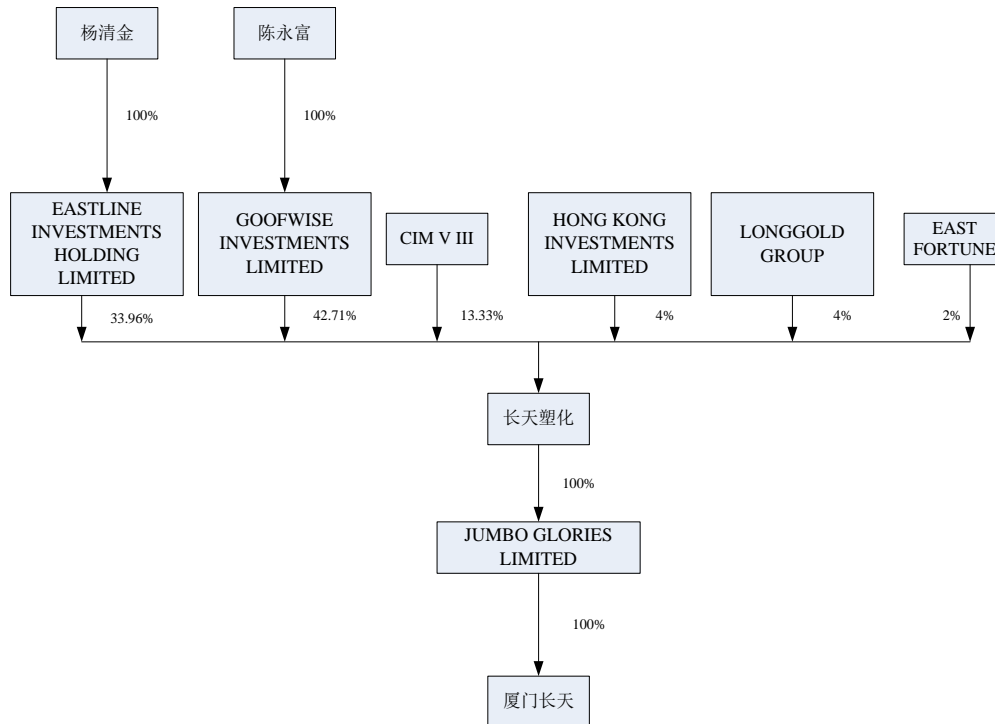 杨清金
陈永富
100%
100%
EASTLINE
INVESTMENTS
HOLDING
LIMITED
GOOFWISE
INVESTMENTS
LIMITED
CIM V III
HONG KONG
INVESTMENTS
LIMITED
LONGGOLD
GROUP
EAST
FORTUNE
33.96%
42.71%
13.33%
4%
4%
2%
长天塑化
100%
JUMBO GLORIES
LIMITED
100%
厦门长天